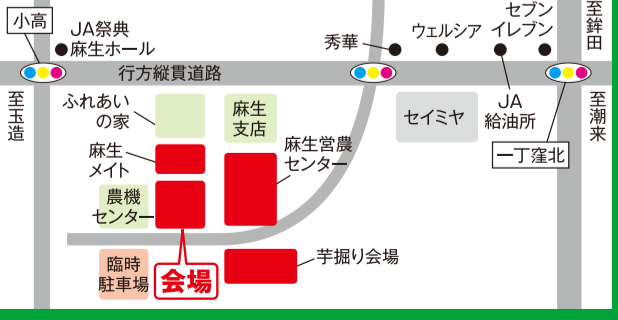 小高
JA祭典
麻生ホール
秀華
ウェルシア
セブン
イレブン
至鉾田
行方縦貫道路
至玉造
ふれあい
の家
麻生
支店
セイミヤ
JA
給油所
至潮来
麻生
メイト
麻生営農
センター
一丁窪北
農機
センター
臨時
駐車場
会場
芋掘り会場